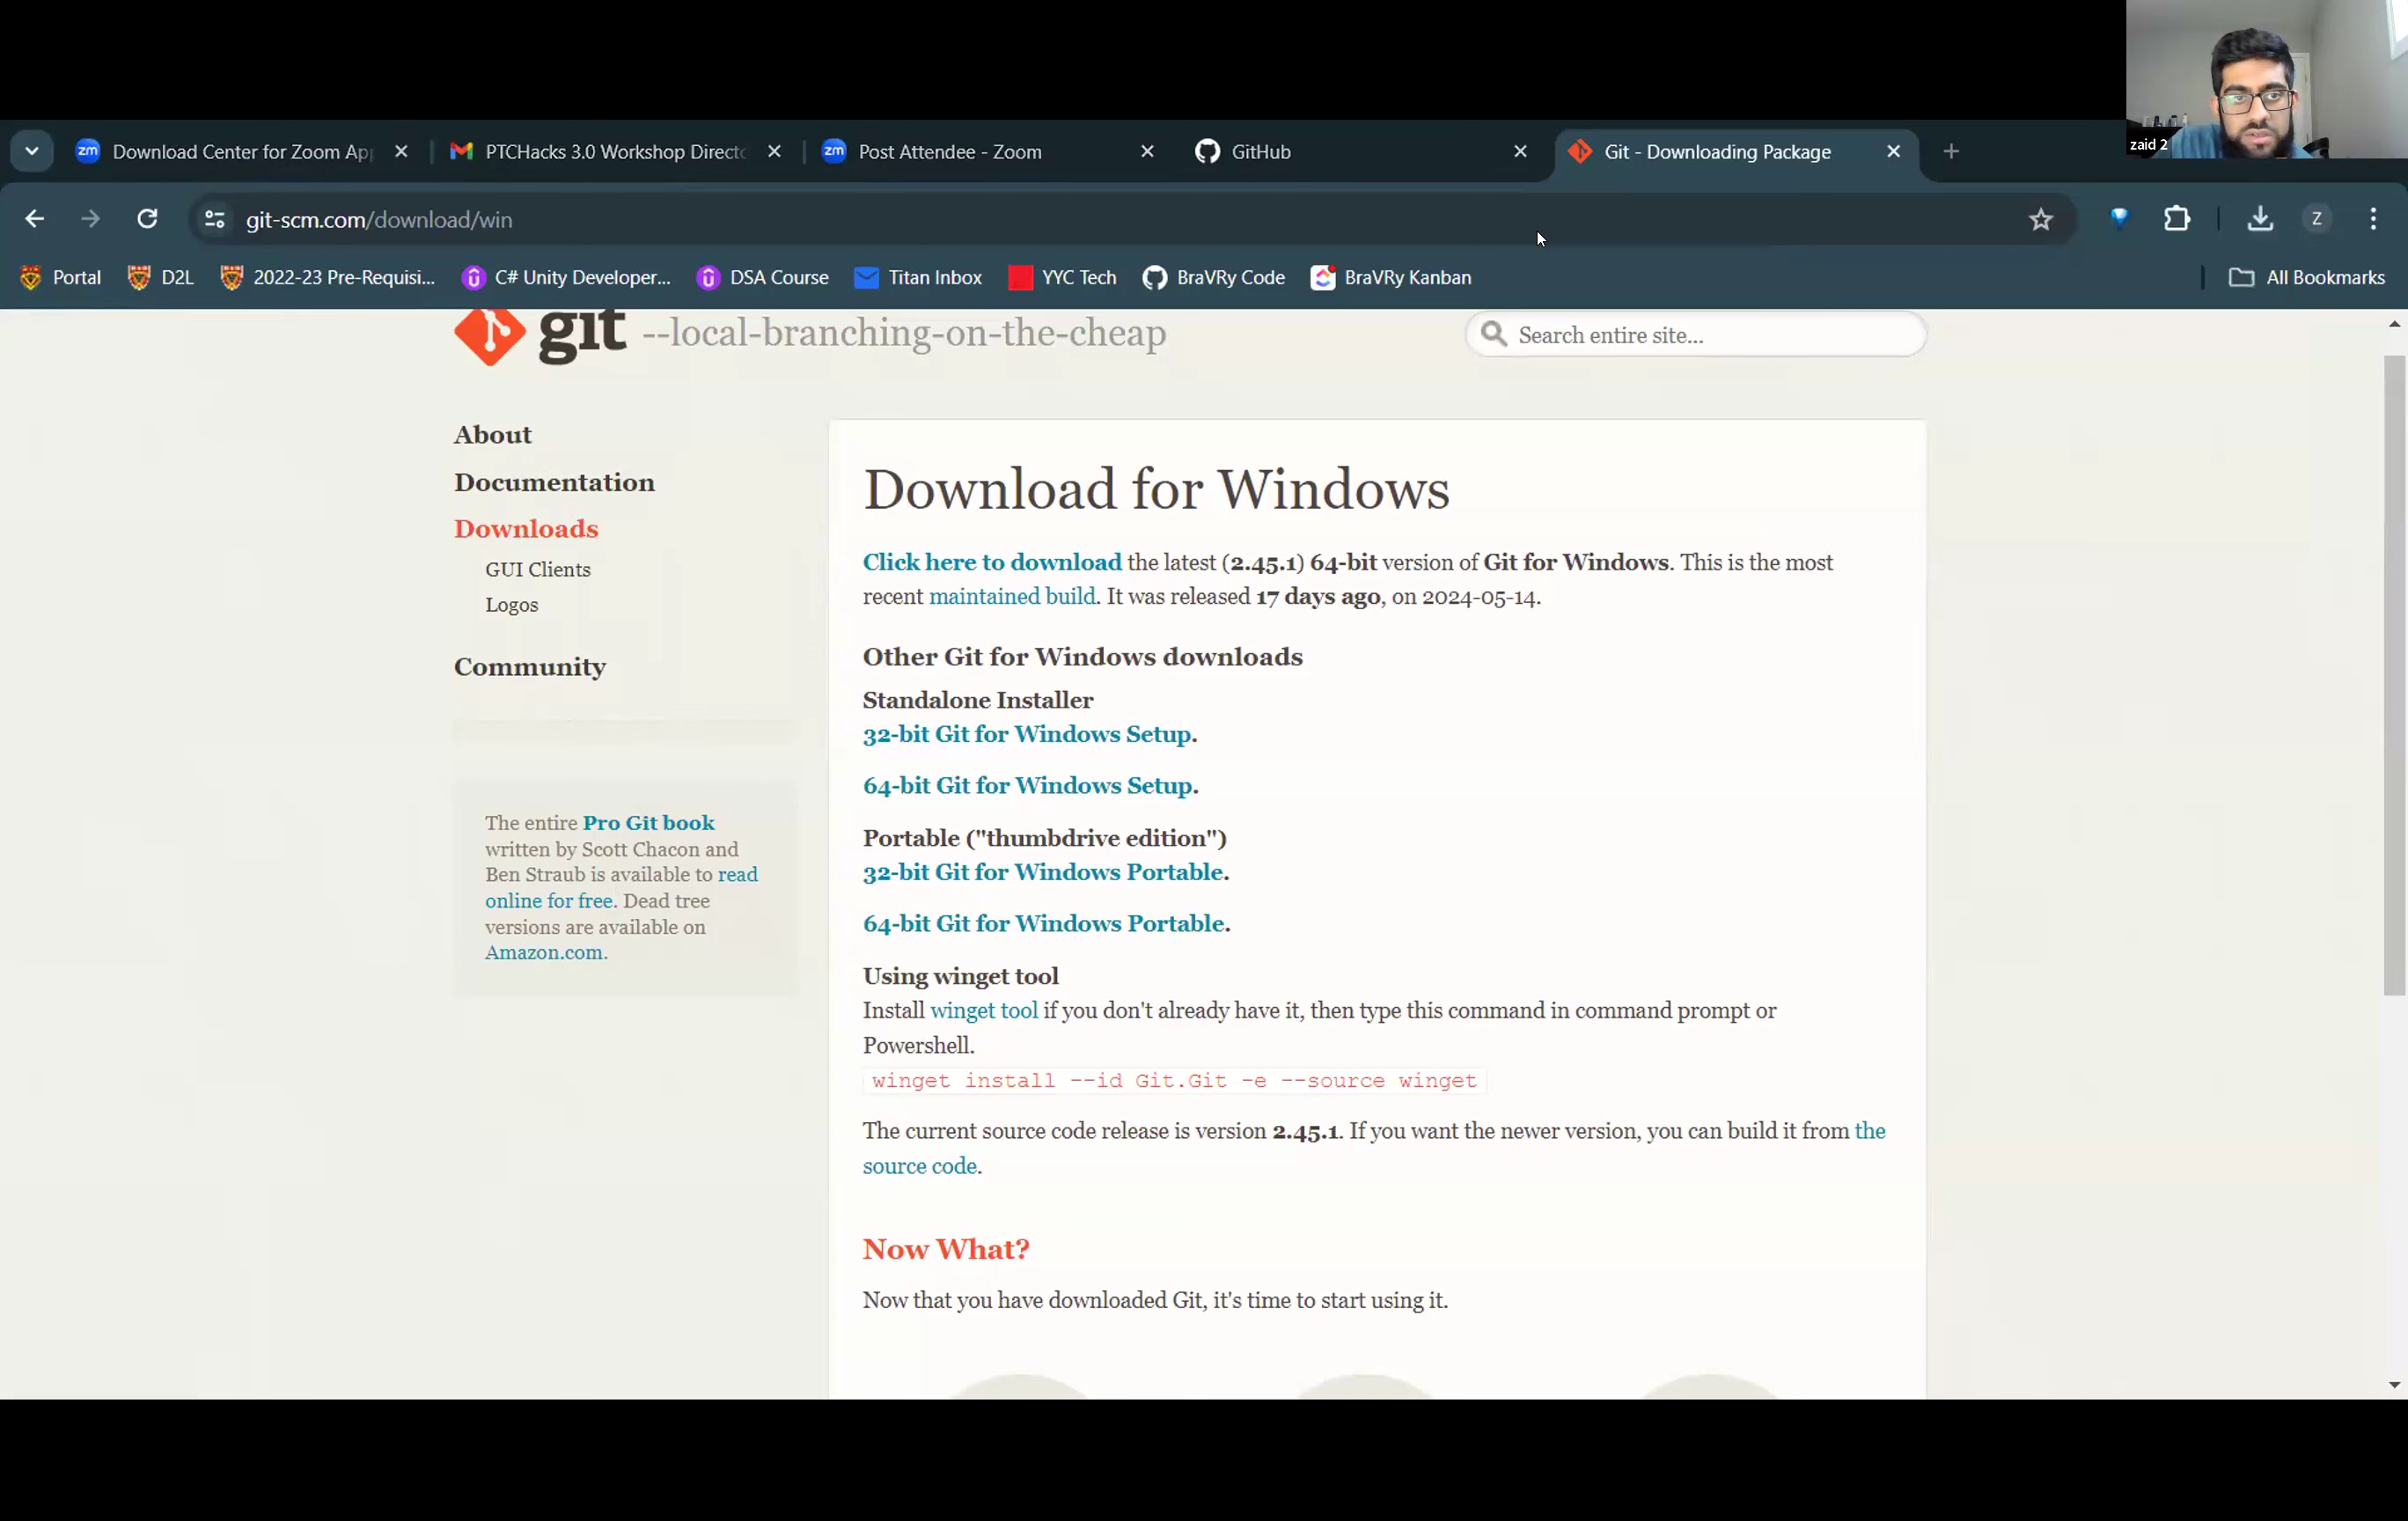 zaid 2
Download Center for Zoom Ap
PTCHacks 3.0 Workshop Directo
Post Attendee - Zoom
GitHub
Git - Downloading Package
git-scm.com/download/win
Z
Portal
D2L
2022-23 Pre-Requisi...
C# Unity Developer...
DSA Course
Titan Inbox
YYC Tech
BraVRy Code
BraVRy Kanban
All Bookmarks
git --local-branching-on-the-cheap
Search entire site...
About
Documentation
Downloads
GUI Clients
Logos
Community
The entire Pro Git book
written by Scott Chacon and
Ben Straub is available to read
online for free. Dead tree
versions are available on
Amazon.com.
Download for Windows
Click here to download the latest (2.45.1) 64-bit version of Git for Windows. This is the most
recent maintained build. It was released 17 days ago, on 2024-05-14.
Other Git for Windows downloads
Standalone Installer
32-bit Git for Windows Setup.
64-bit Git for Windows Setup.
Portable ("thumbdrive edition")
32-bit Git for Windows Portable.
64-bit Git for Windows Portable.
Using winget tool
Install winget tool if you don't already have it, then type this command in command prompt or
Powershell.
winget install --id Git.Git -e --source winget
The current source code release is version 2.45.1. If you want the newer version, you can build it from the
source code.
Now What?
Now that you have downloaded Git, it's time to start using it.